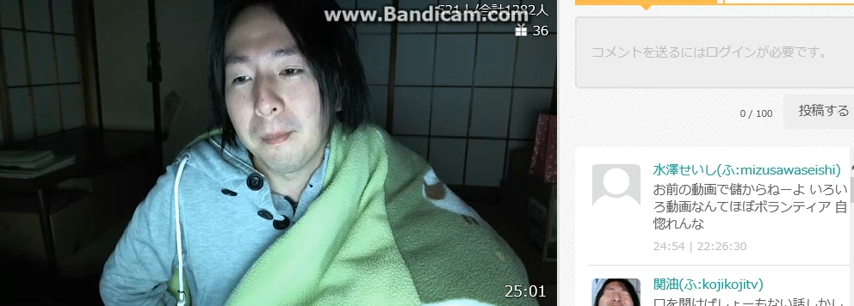 www.Bandicam.com
36
25:01
コメントを送るにはログインが必要です。
0 / 100
投稿する
水澤せいし(ふ:mizusawaseishi)
お前の動画で儲からねーよ いろい
ろ動画なんてほぼボランティア 自
惚れんな
24:54 | 22:26:30
関油(ふ:kojikojitv)